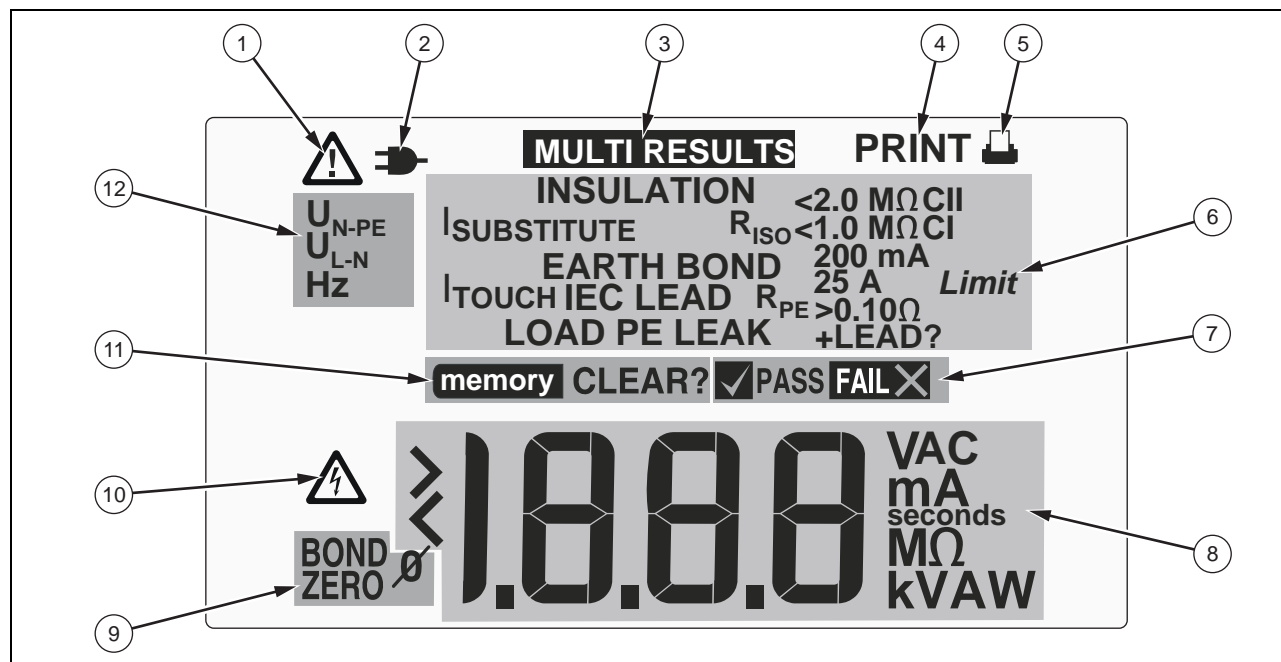 1
2
3
4
5
MULTI RESULTS
PRINT
12
U N-PE
U L-N
Hz
INSULATION
<2.0 MΩ CII
I SUBSTITUTE
R ISO <1.0 MΩ CI
EARTH BOND
200 mA
25 A
Limit
6
I TOUCH IEC LEAD
R PE >0.10Ω
LOAD PE LEAK
+LEAD?
11
memory CLEAR?
PASS FAIL
7
10
> <
1.8.8.8
VAC
mA
seconds
MΩ
kVAW
8
BOND
ZERO Ø
9